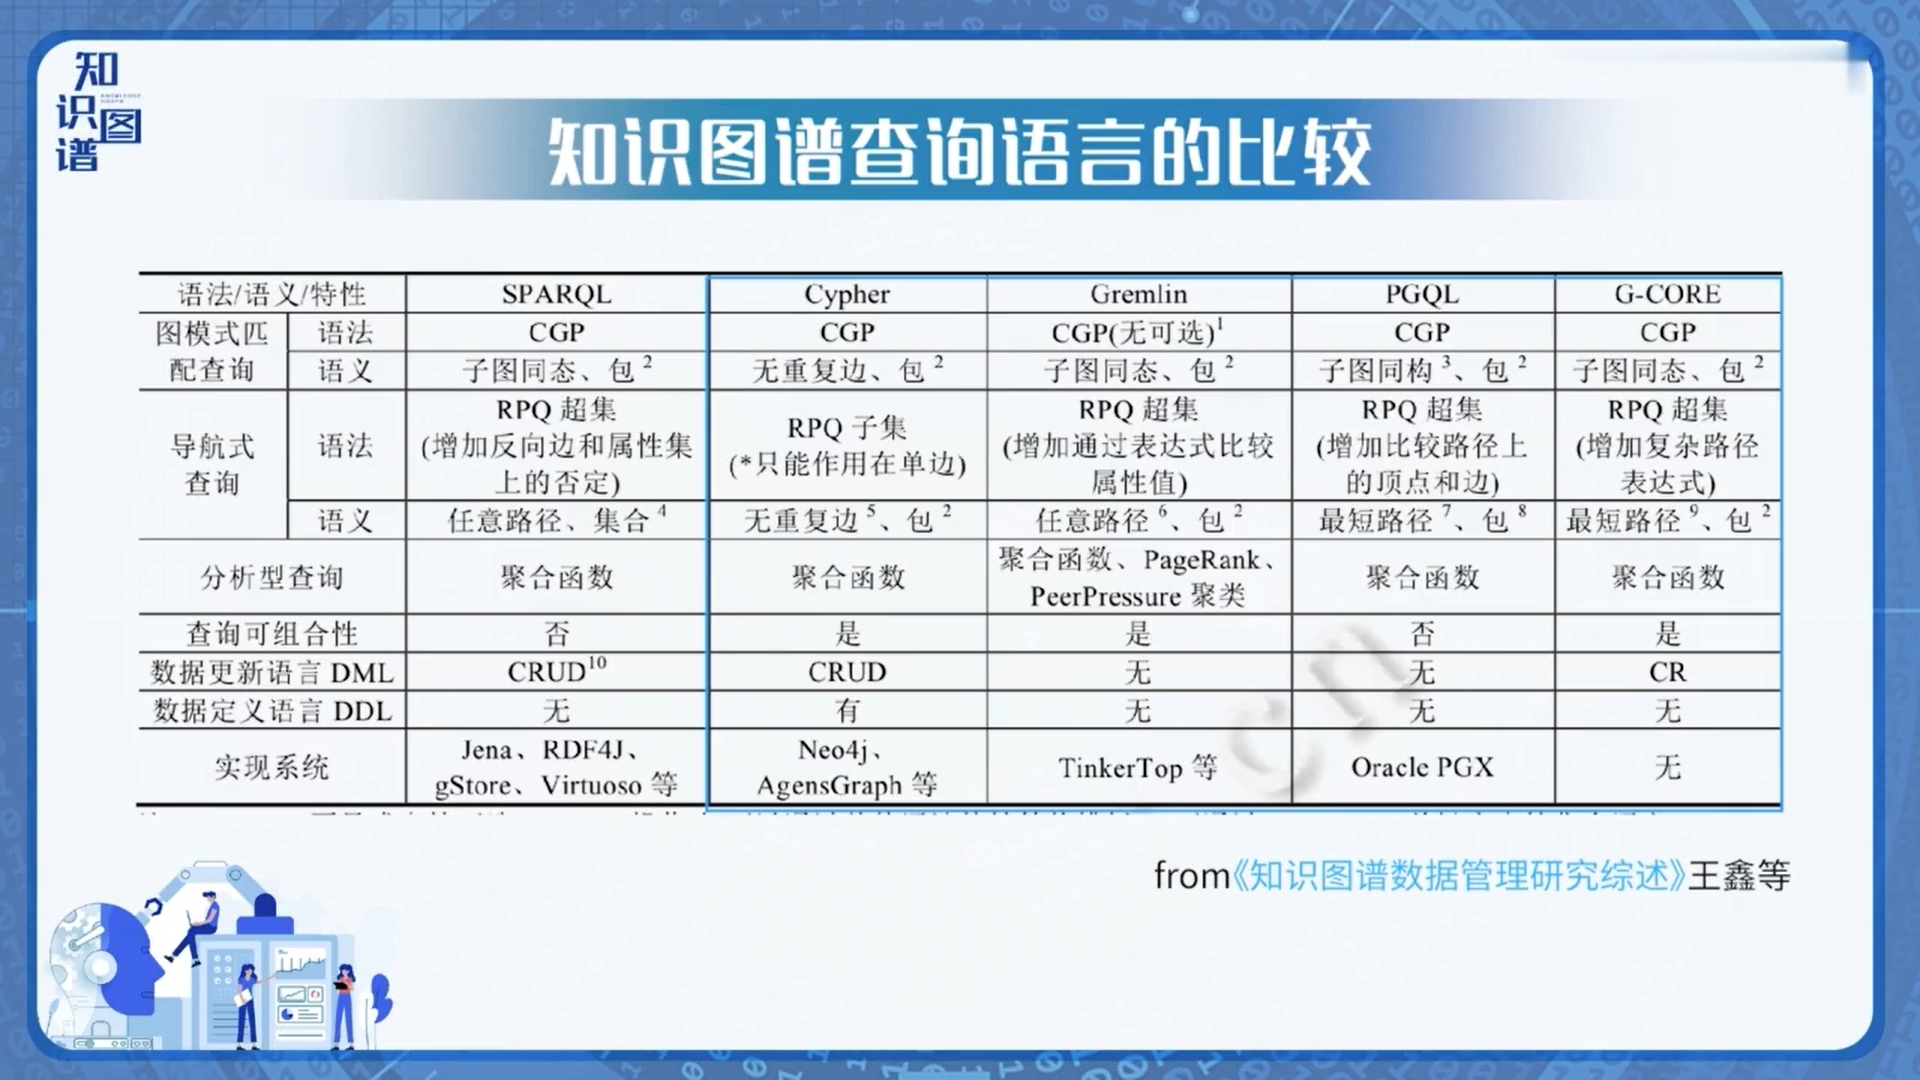 知识图谱
知识图谱查询语言的比较
语法/语义/特性 SPARQL Cypher Gremlin PGQL G-CORE
图模式匹配查询 语法 CGP CGP CGP(无可选)1 CGP CGP
语义 子图同态、包2 无重复边、包2 子图同态、包2 子图同构3、包2 子图同态、包2
导航式查询 语法 RPQ 超集(增加反向边和属性集上的否定) RPQ 子集(*只能作用在单边) RPQ 超集(增加通过表达式比较属性值) RPQ 超集(增加比较路径上的顶点和边) RPQ 超集(增加复杂路径表达式)
语义 任意路径、集合4 无重复边5、包2 任意路径6、包2 最短路径7、包8 最短路径9、包2
分析型查询 聚合函数 聚合函数 聚合函数、PageRank、PeerPressure 聚类 聚合函数 聚合函数
查询可组合性 否 是 是 否 是
数据更新语言 DML CRUD10 CRUD 无 无 CR
数据定义语言 DDL 无 有 无 无 无
实现系统 Jena、RDF4J、gStore、Virtuoso 等 Neo4j、AgensGraph 等 TinkerTop 等 Oracle PGX 无
cn
from《知识图谱数据管理研究综述》王鑫等